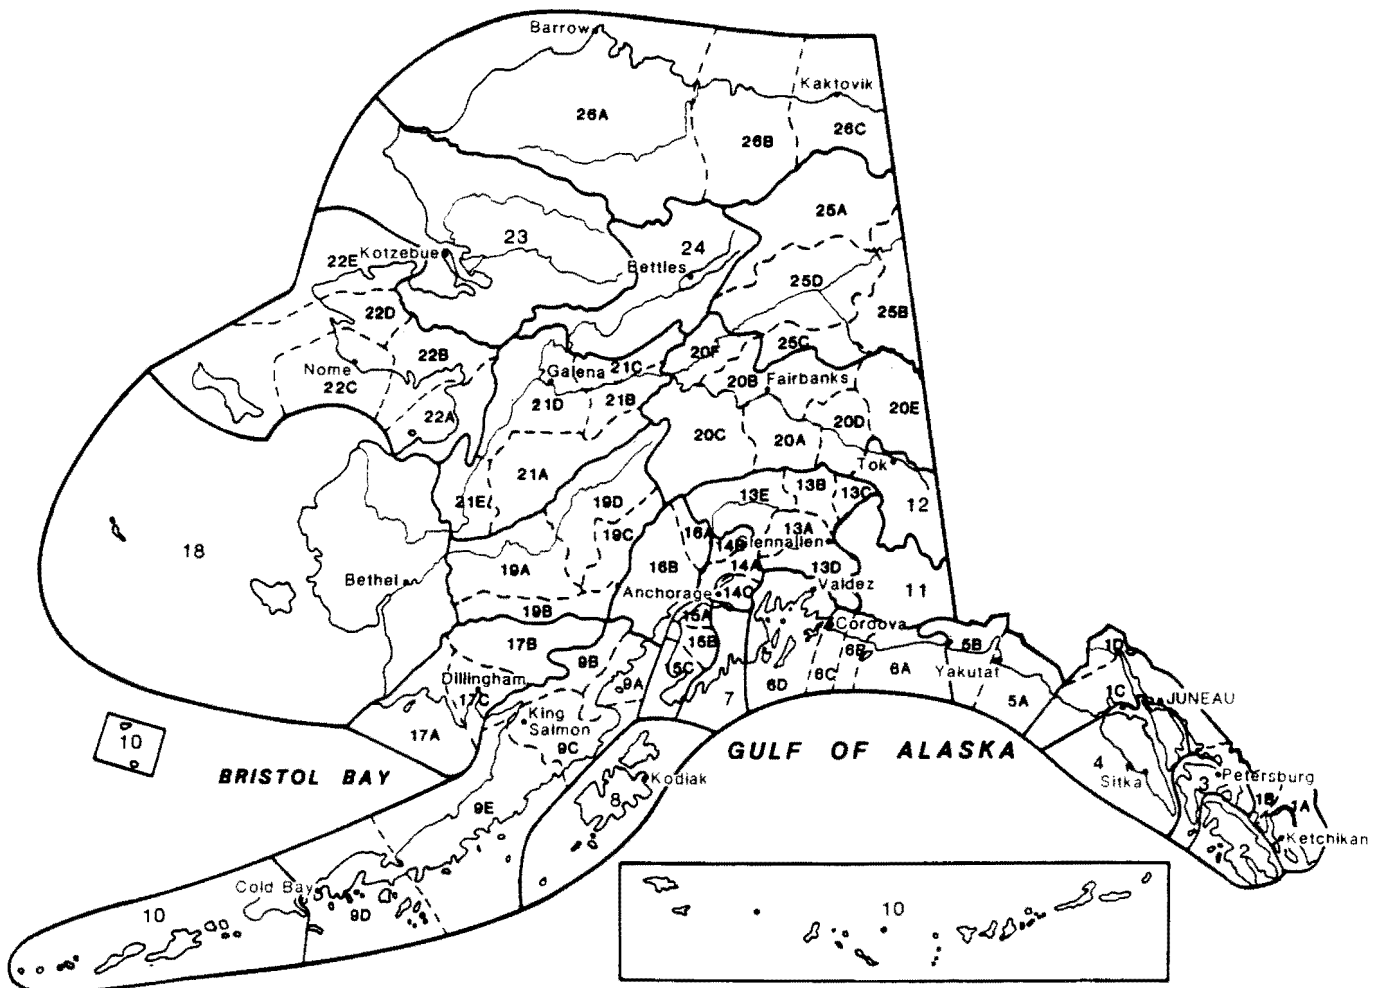 Barrow
Kaktovik
26A
26B
26C
25A
23
24
Kotzebue
22E
Bettles
25D
22D
25B
22B
20F
25C
Nome
22C
Galena
21C
20B
Fairbanks
21D
21B
22A
20E
20D
20C
20A
Tok
21A
21E
19D
13E
13B
13C
12
18
19C
16A
13A
14B
Glennallen
16B
14A
13D
19A
Bethel
Valdez
Anchorage
14C
11
19B
15A
Cordova
17B
15B
6B
5B
1D
9B
5C
6A
Yakutat
Dillingham
17C
9A
6D
6C
7
5A
1C
JUNEAU
King
Salmon
17A
9C
10
GULF OF ALASKA
BRISTOL BAY
4
Sitka
Petersburg
3
Kodiak
8
1B
1A
9E
Ketchikan
2
Cold Bay
10
9D
10